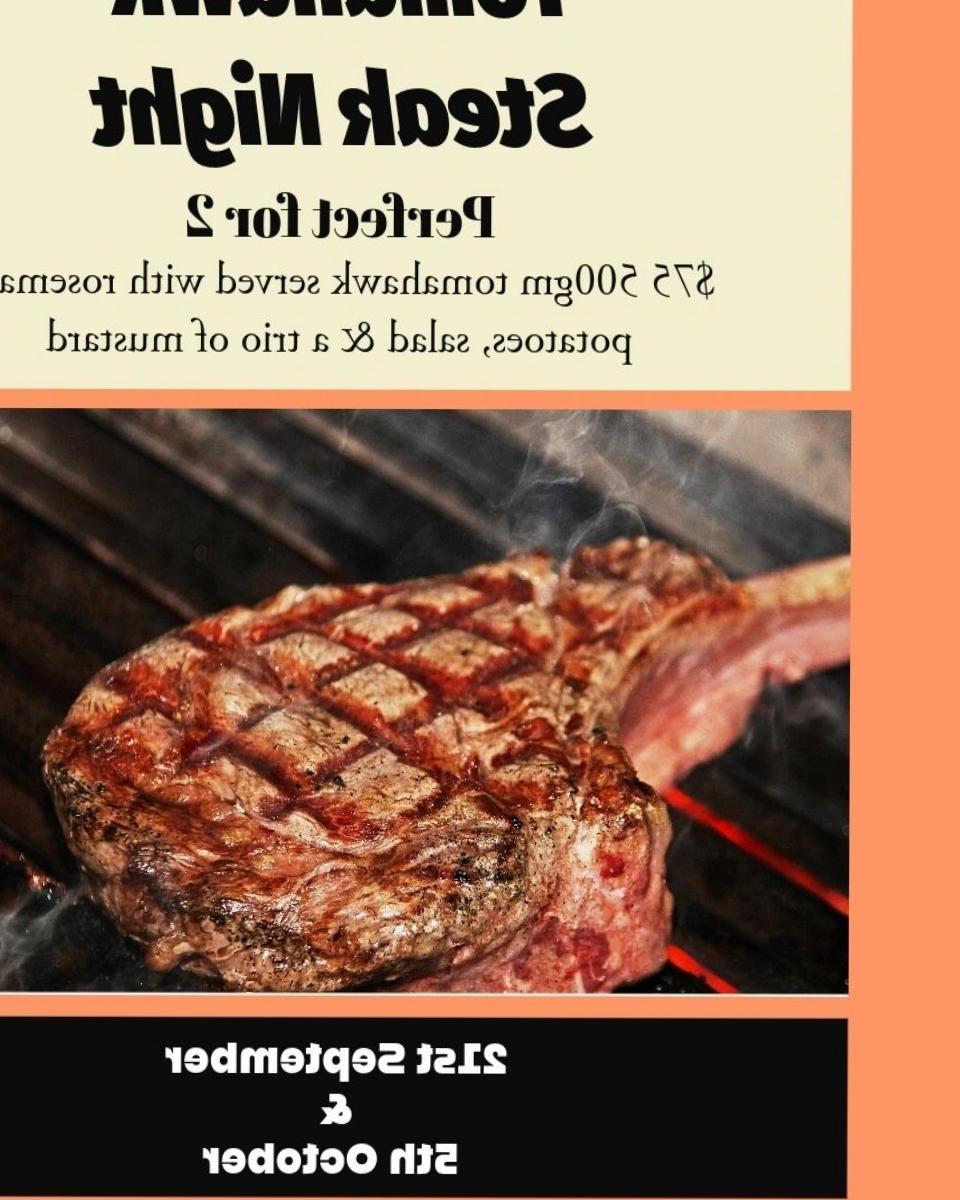 Tomahawk
Steak Night
Perfect for 2
$75 500gm tomahawk served with
potatoes, salad & a trio of mustard
21st September
&
5th October